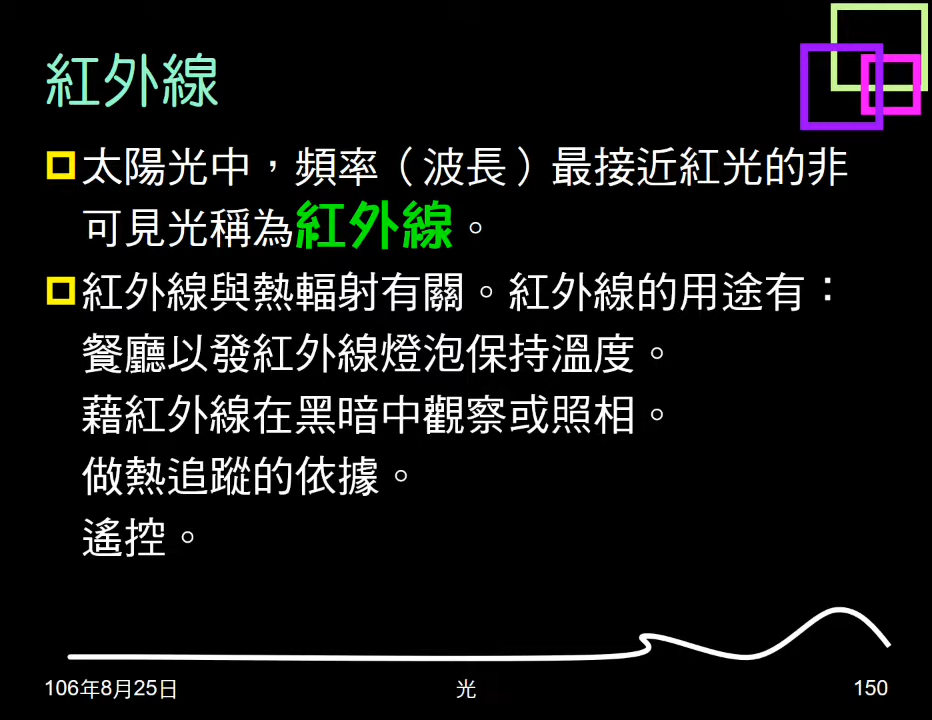 紅外線
太陽光中，頻率（波長）最接近紅光的非
可見光稱為紅外線。
紅外線與熱輻射有關。紅外線的用途有：
餐廳以發紅外線燈泡保持溫度。
藉紅外線在黑暗中觀察或照相。
做熱追蹤的依據。
遙控。
106年8月25日
光
150